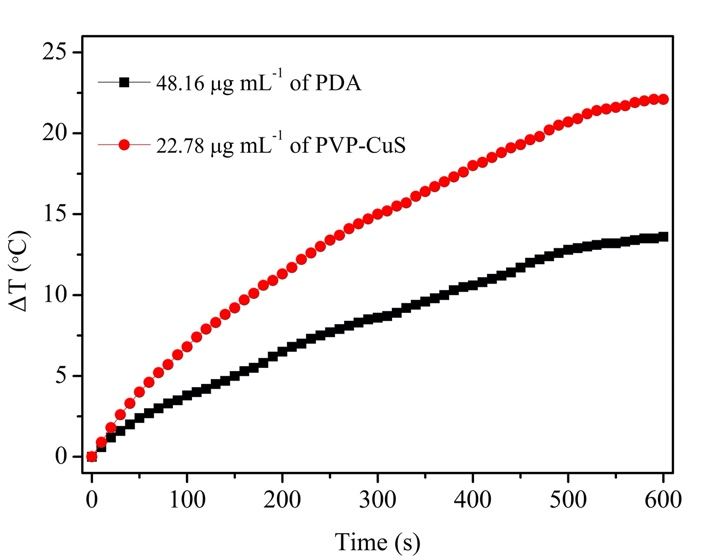 25
20
15
10
5
0
ΔT (°C)
48.16 μg mL⁻¹ of PDA
22.78 μg mL⁻¹ of PVP-CuS
0 100 200 300 400 500 600
Time (s)